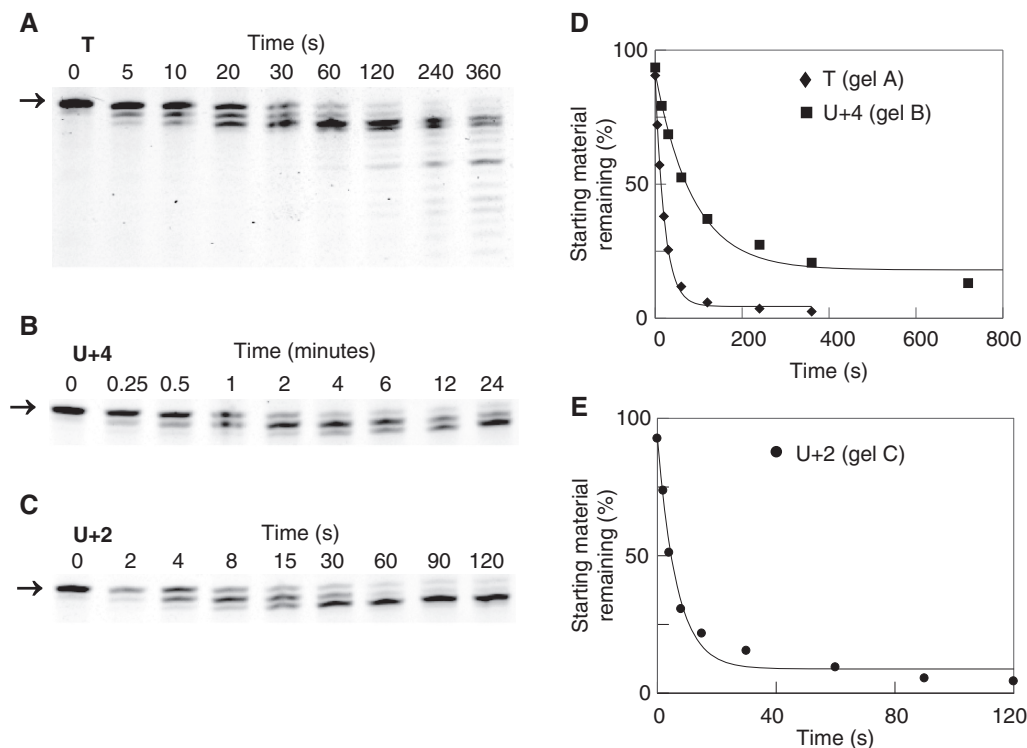 A
T
Time (s)
0 5 10 20 30 60 120 240 360
→
B
U+4
Time (minutes)
0 0.25 0.5 1 2 4 6 12 24
→
C
U+2
Time (s)
0 2 4 8 15 30 60 90 120
→
D
100
50
0
Starting material
remaining (%)
T (gel A)
U+4 (gel B)
0 200 400 600 800
Time (s)
E
100
50
0
Starting material
remaining (%)
U+2 (gel C)
0 40 80 120
Time (s)